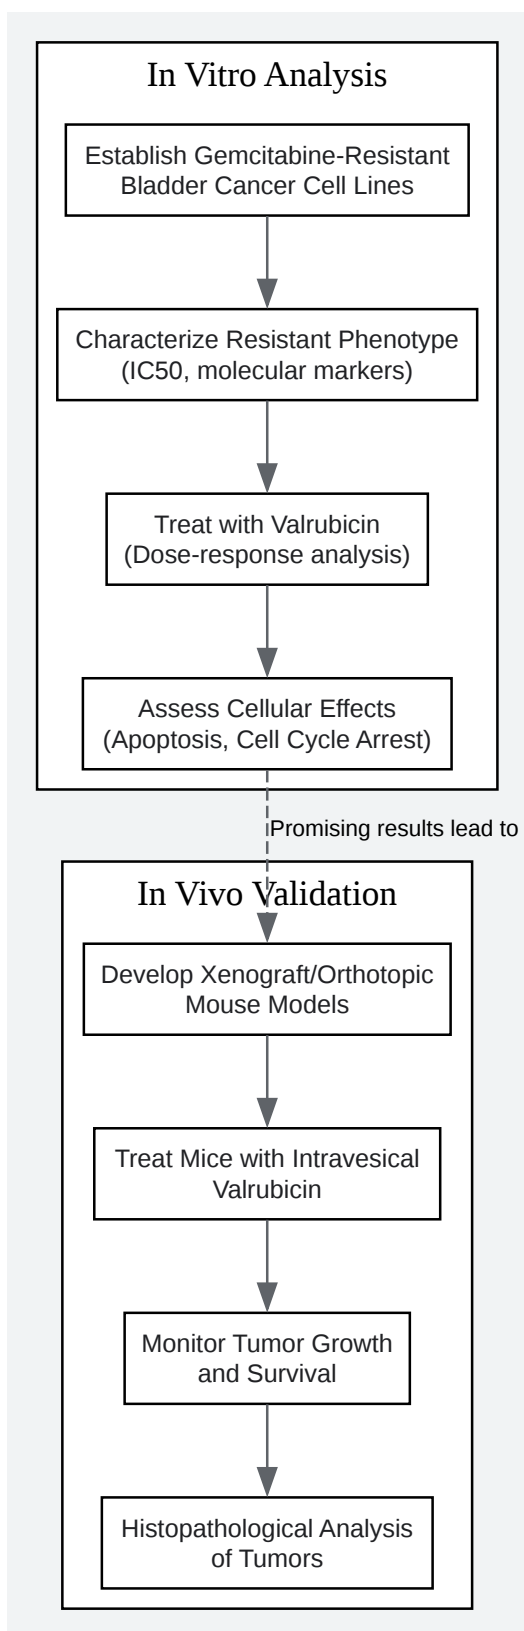 In Vitro Analysis
Establish Gemcitabine-Resistant
Bladder Cancer Cell Lines
Characterize Resistant Phenotype
(IC50, molecular markers)
Treat with Valrubicin
(Dose-response analysis)
Assess Cellular Effects
(Apoptosis, Cell Cycle Arrest)
Promising results lead to
In Vivo Validation
Develop Xenograft/Orthotopic
Mouse Models
Treat Mice with Intravesical
Valrubicin
Monitor Tumor Growth
and Survival
Histopathological Analysis
of Tumors